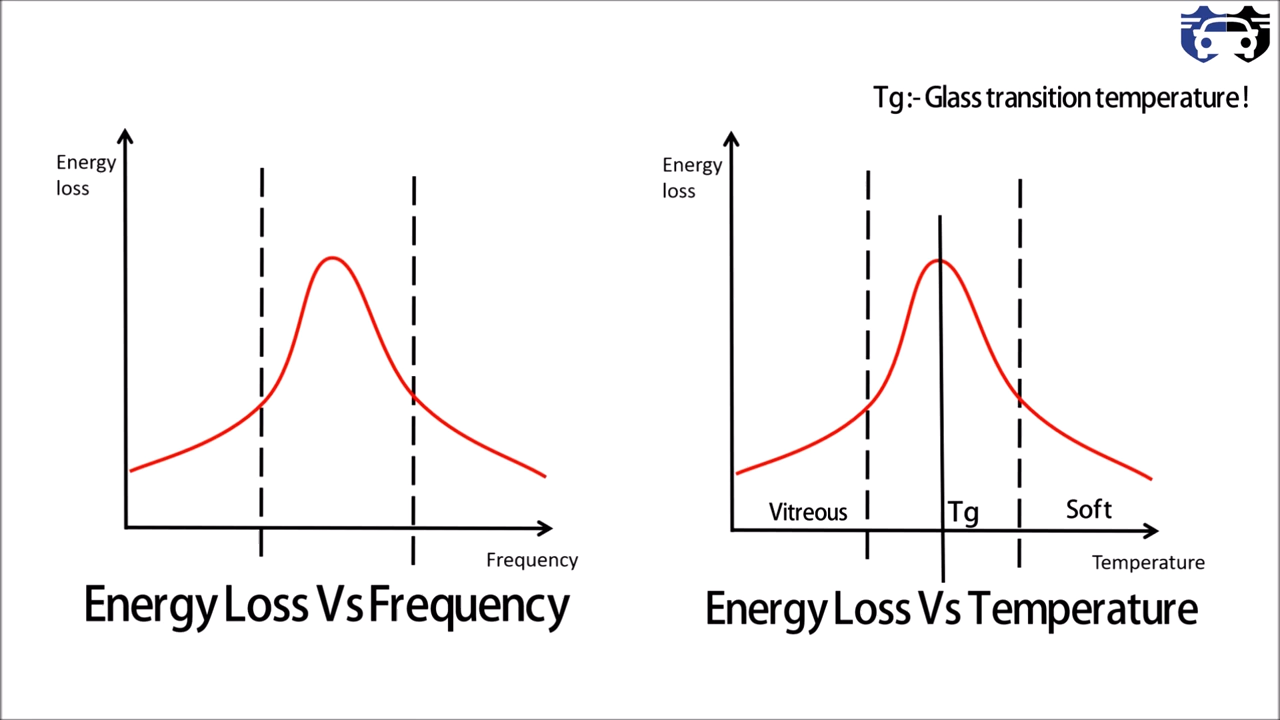 Tg:- Glass transition temperature!
Energy
loss
Frequency
Energy Loss Vs Frequency
Energy
loss
Vitreous
Tg
Soft
Temperature
Energy Loss Vs Temperature